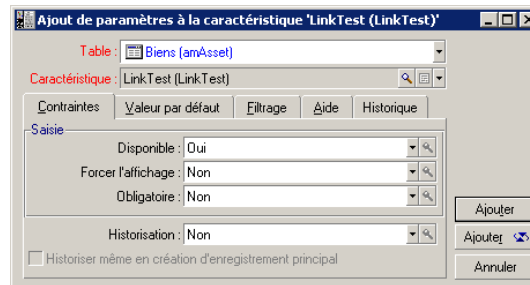 Ajout de paramètres à la caractéristique 'LinkTest (LinkTest)'
Table : Biens (amAsset)
Caractéristique : LinkTest (LinkTest)
Contraintes Valeur par défaut Filtrage Aide Historique
Saisie
Disponible : Oui
Forcer l'affichage : Non
Obligatoire : Non
Historisation : Non
Historiser même en création d'enregistrement principal
Ajouter
Ajouter
Annuler